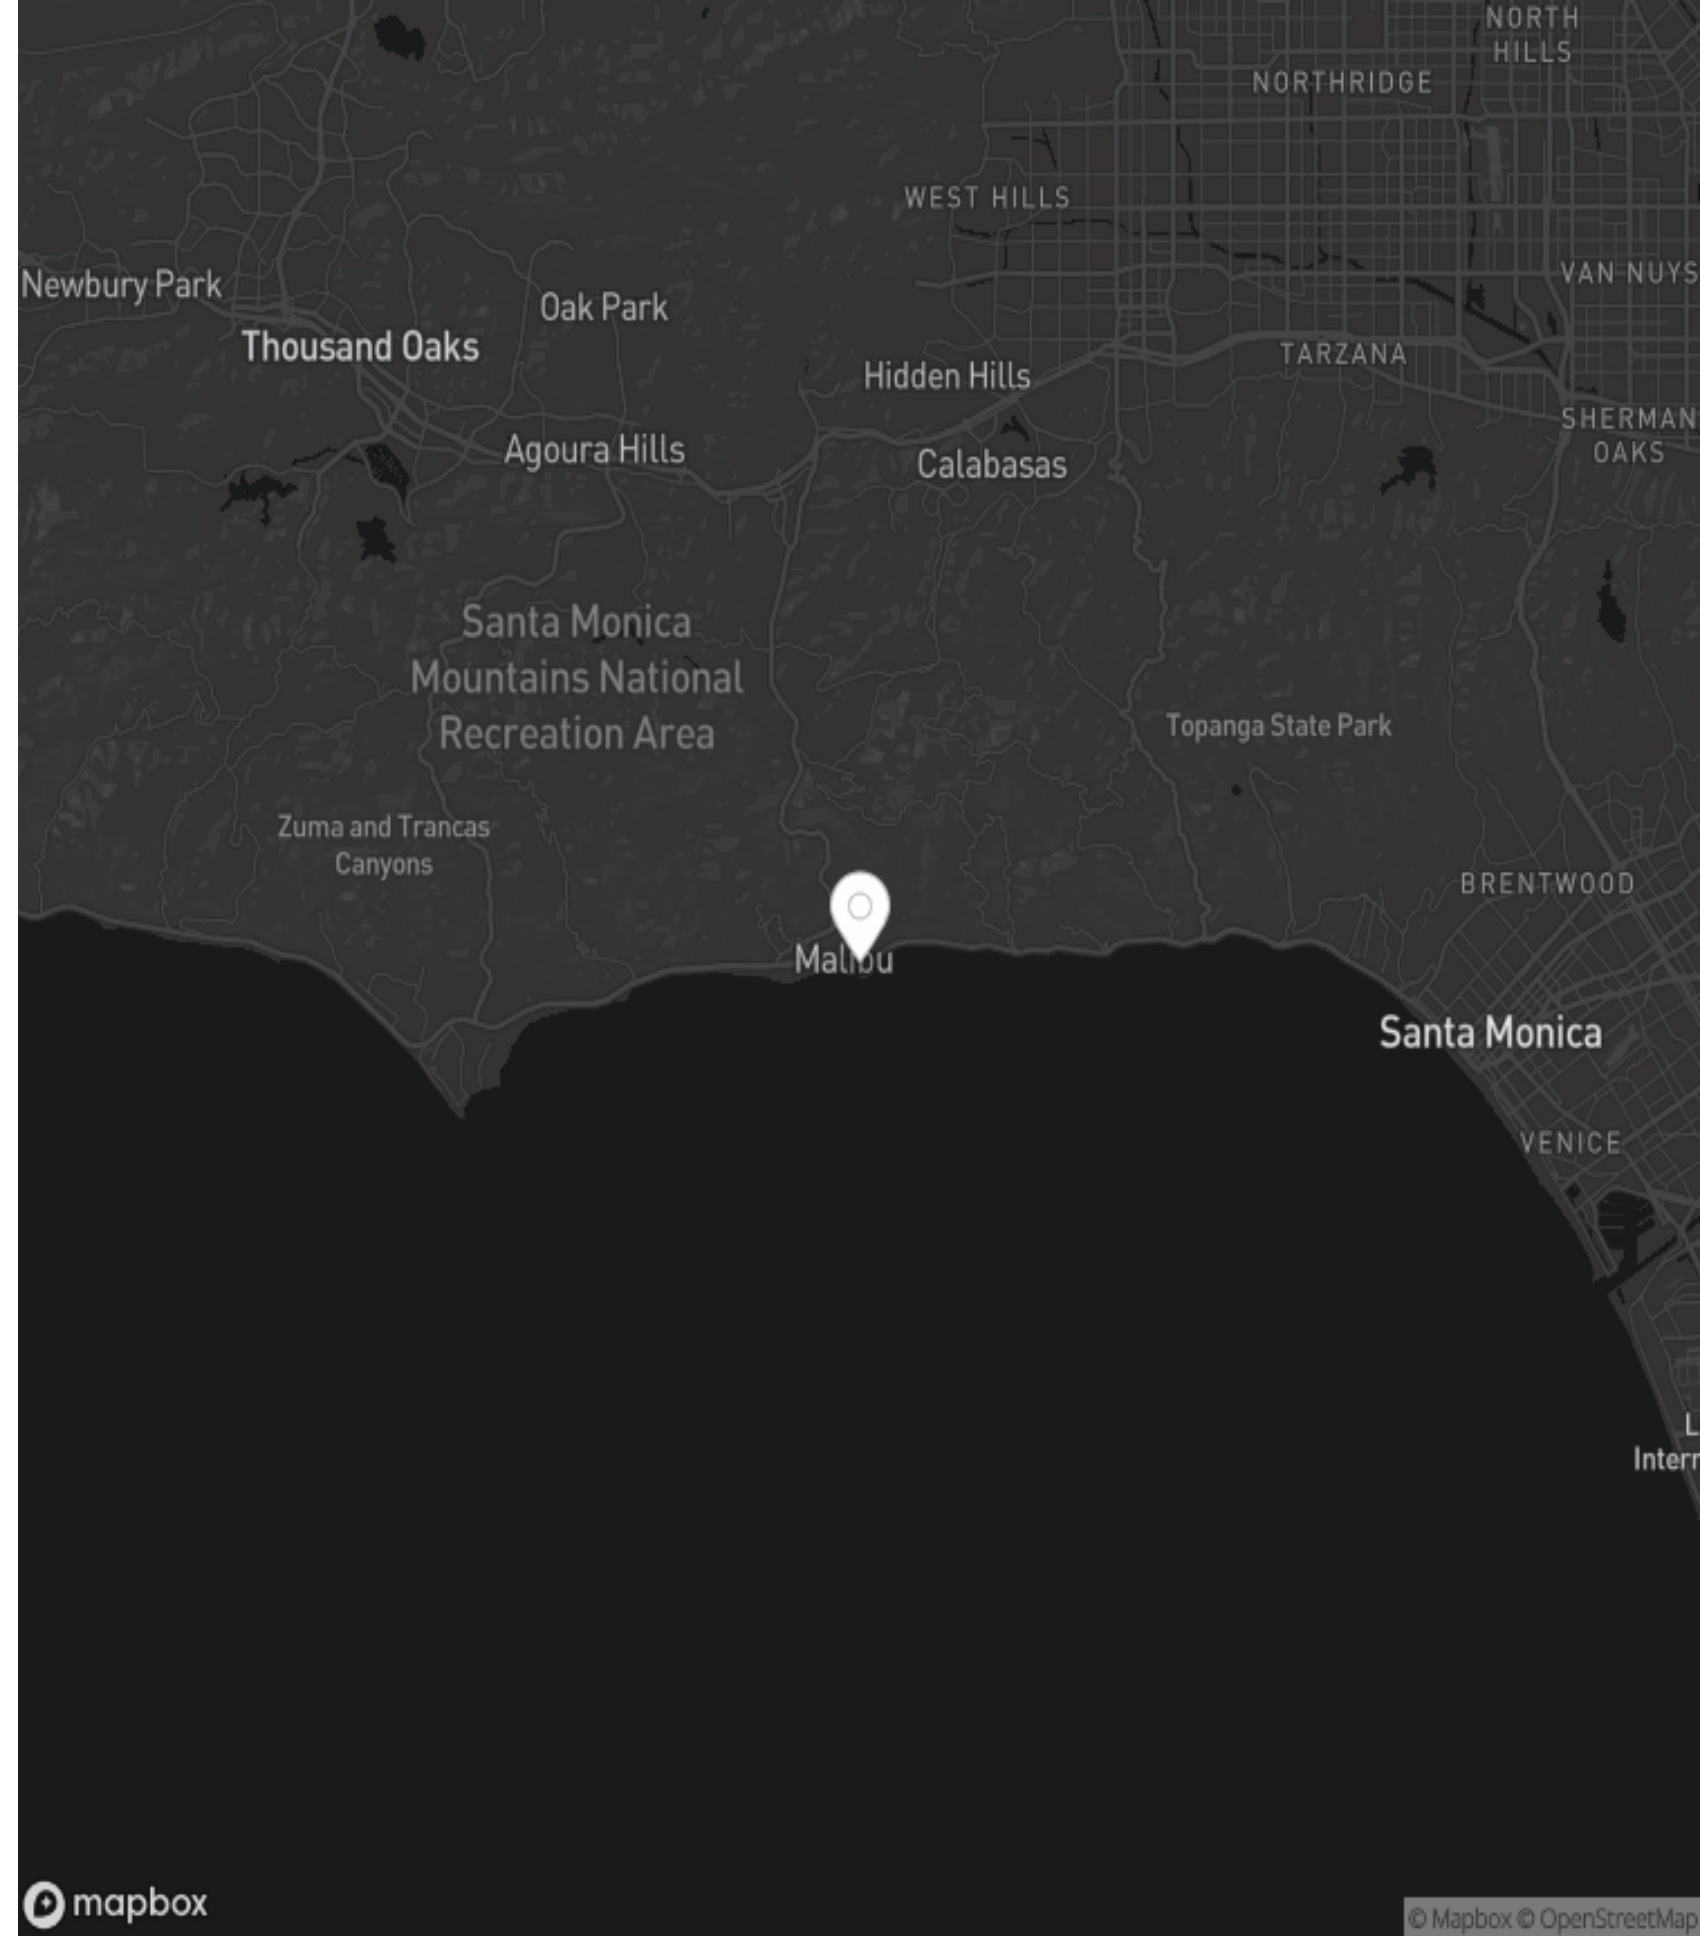 NORTH
HILLS
NORTHRIDGE
WEST HILLS
VAN NUYS
Newbury Park
Oak Park
Thousand Oaks
TARZANA
Hidden Hills
SHERMAN
OAKS
Agoura Hills
Calabasas
Santa Monica
Mountains National
Recreation Area
Topanga State Park
Zuma and Trancas
Canyons
BRENTWOOD
Malibu
Santa Monica
VENICE
L
Intern
mapbox
© Mapbox © OpenStreetMap